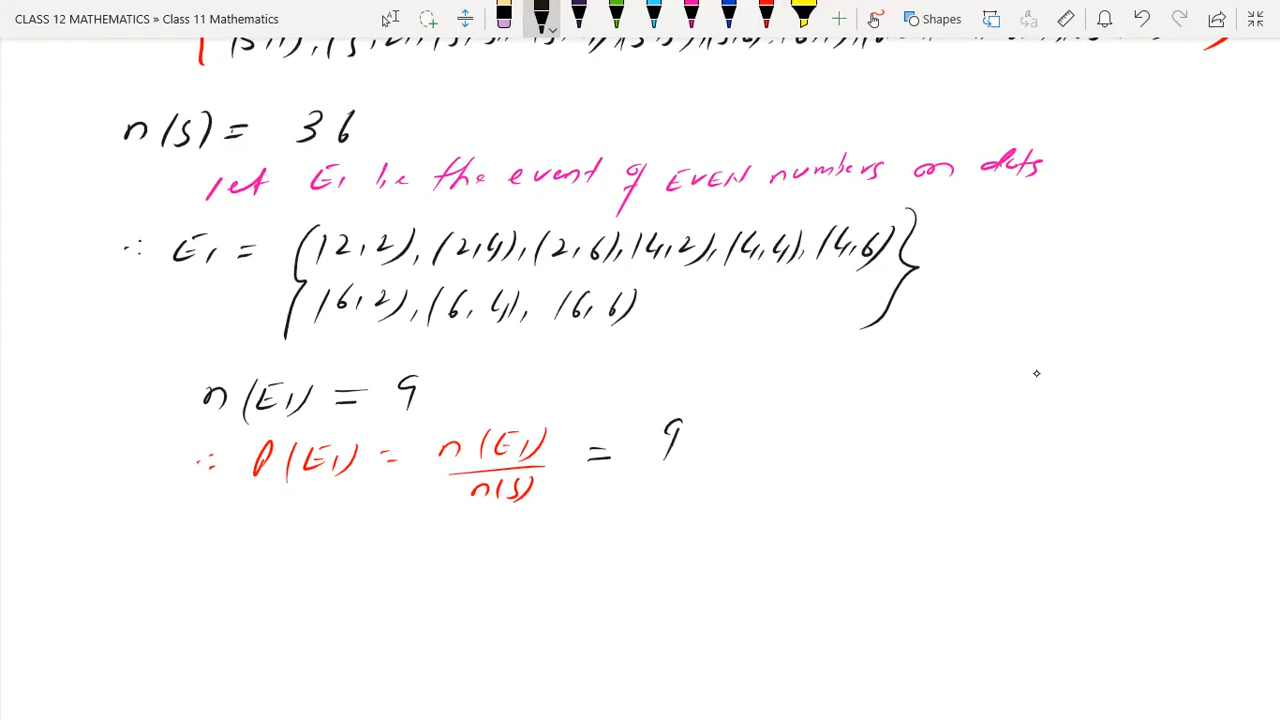 CLASS 12 MATHEMATICS » Class 11 Mathematics
Shapes
n(S) = 36
let E1 be the event of EVEN numbers on dots
∴ E1 = {(2,2), (2,4), (2,6), (4,2), (4,4), (4,6)
(6,2), (6,4), (6,6)}
n(E1) = 9
∴ P(E1) = n(E1)/n(S) = 9